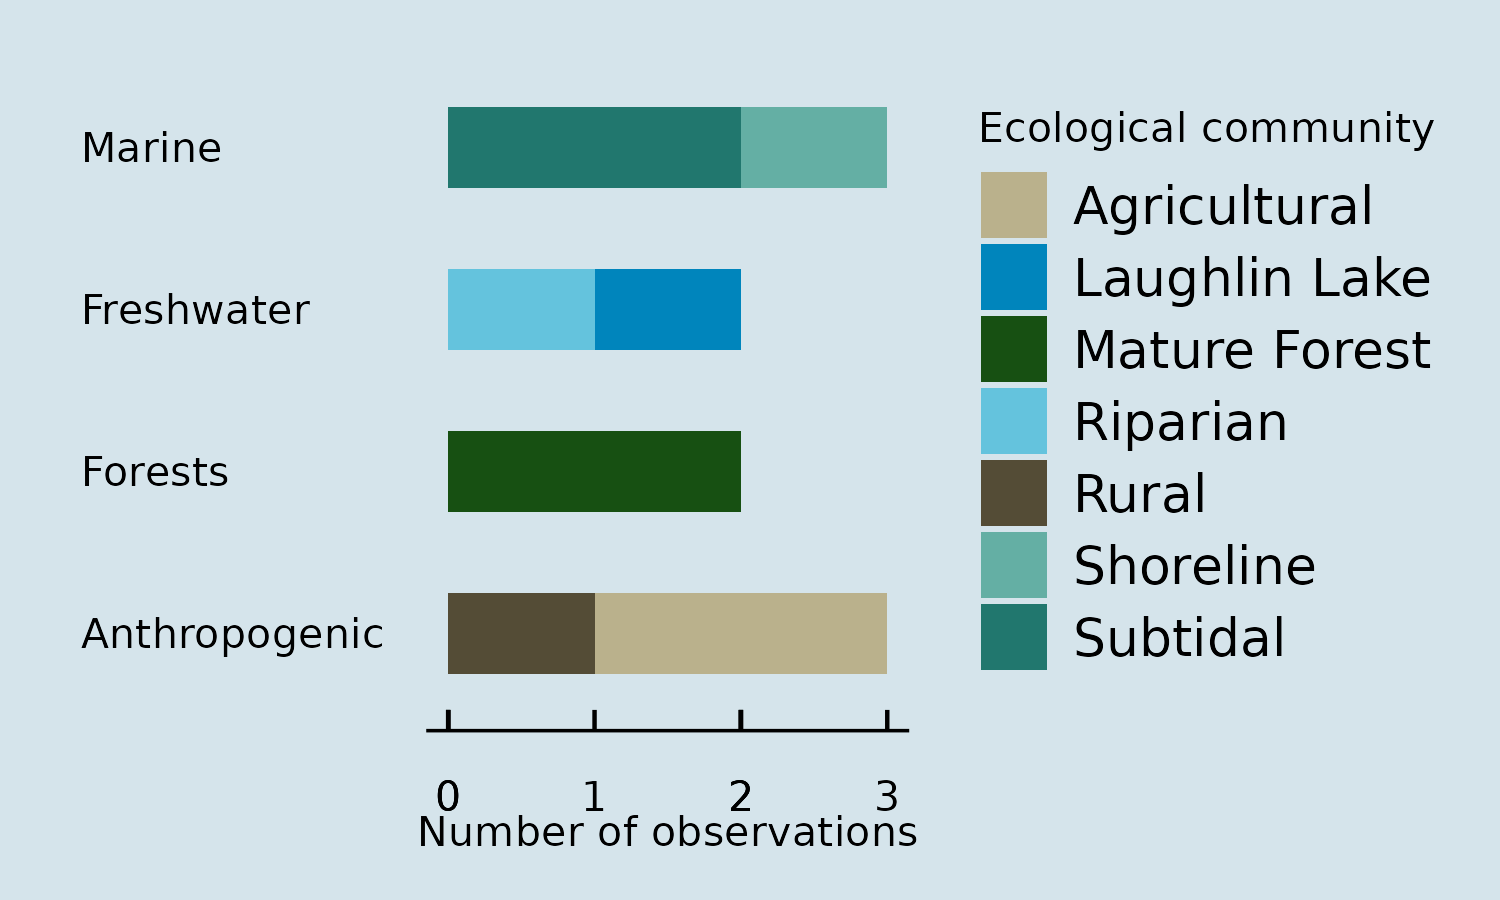 Marine
Freshwater
Forests
Anthropogenic
0 1 2 3
Number of observations
Ecological community
Agricultural
Laughlin Lake
Mature Forest
Riparian
Rural
Shoreline
Subtidal